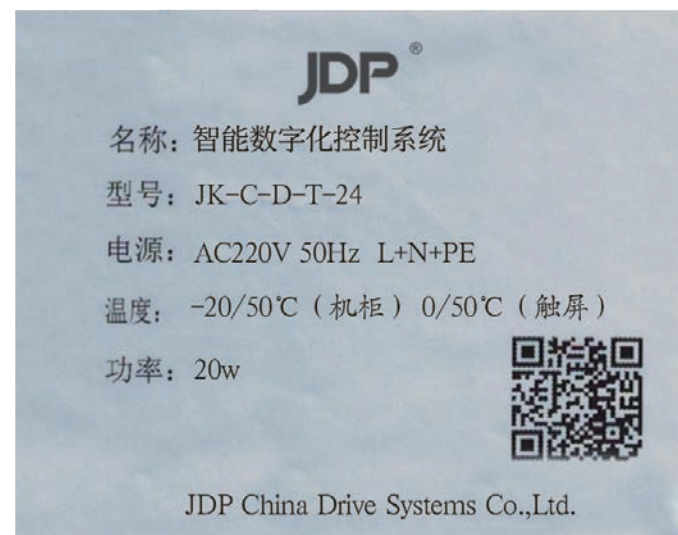 JDP®
名称：智能数字化控制系统
型号：JK-C-D-T-24
电源：AC220V 50Hz L+N+PE
温度：-20/50℃（机柜）0/50℃（触屏）
功率：20w
JDP China Drive Systems Co.,Ltd.